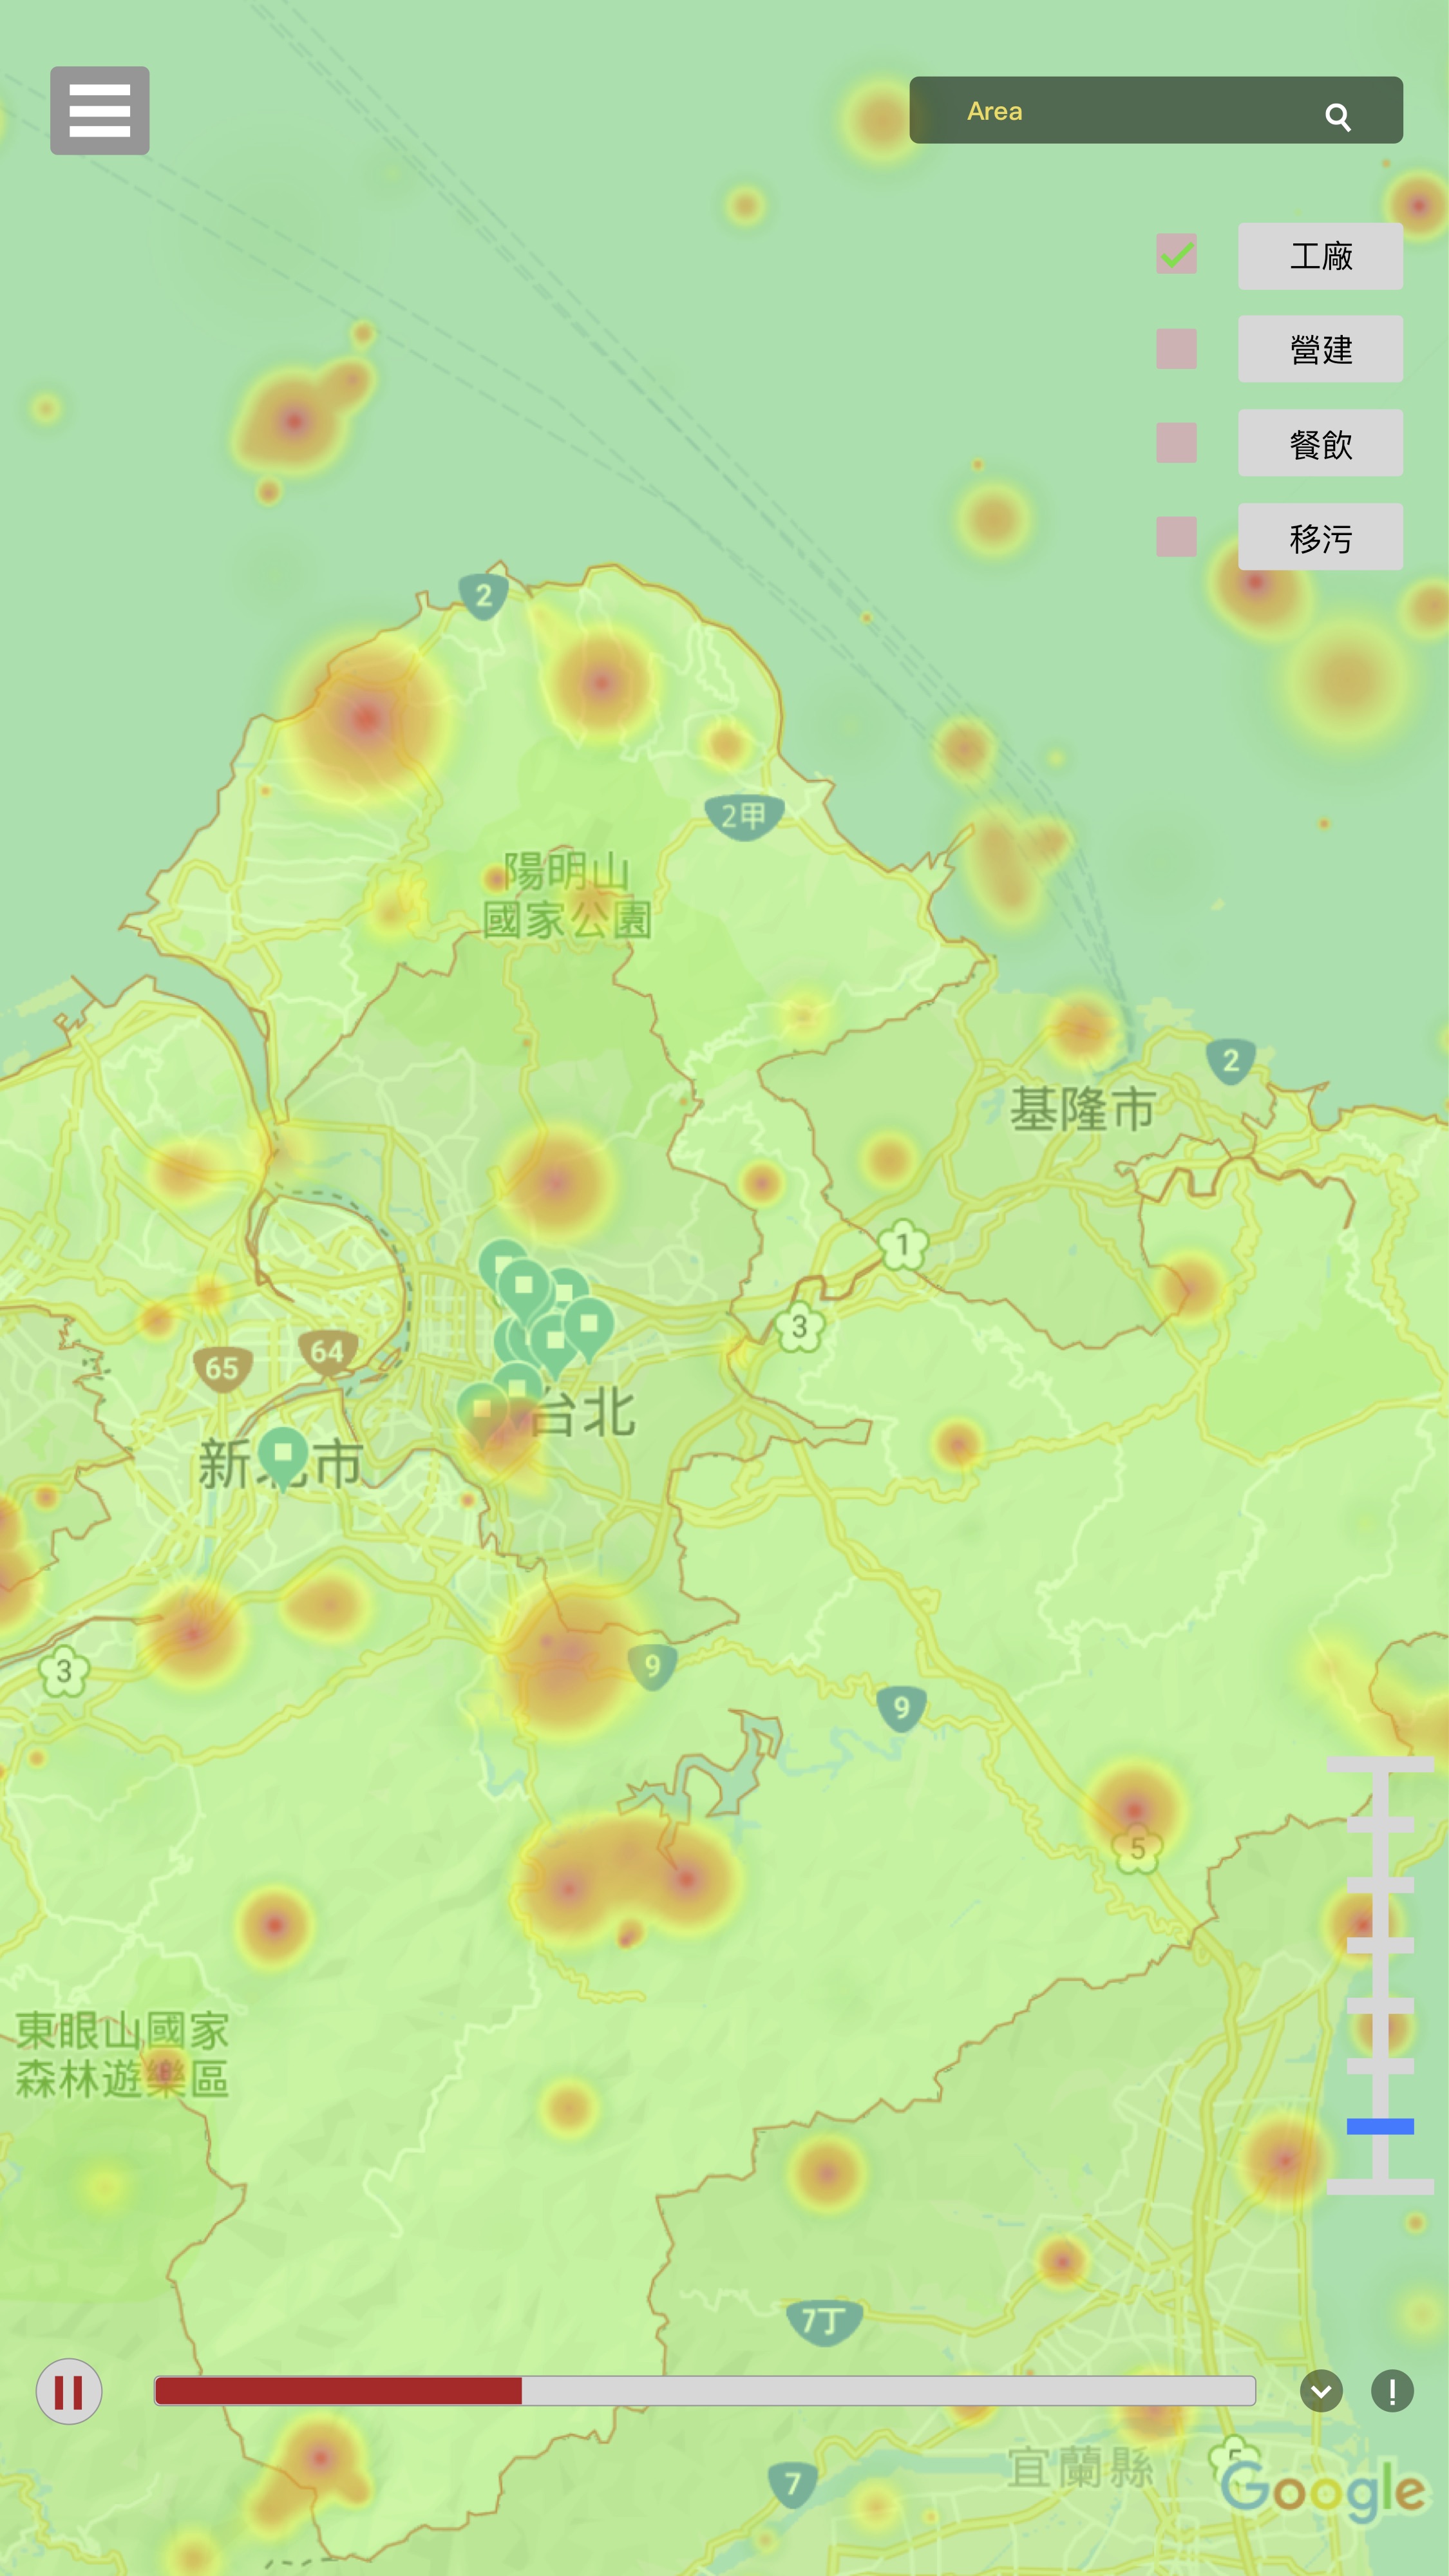 Area
工廠
營建
餐飲
移污
2
2甲
陽明山
國家公園
2
基隆市
1
3
65
64
台北
新北市
3
9
9
5
東眼山國家
森林遊樂區
7丁
宜蘭縣
5
7
Google